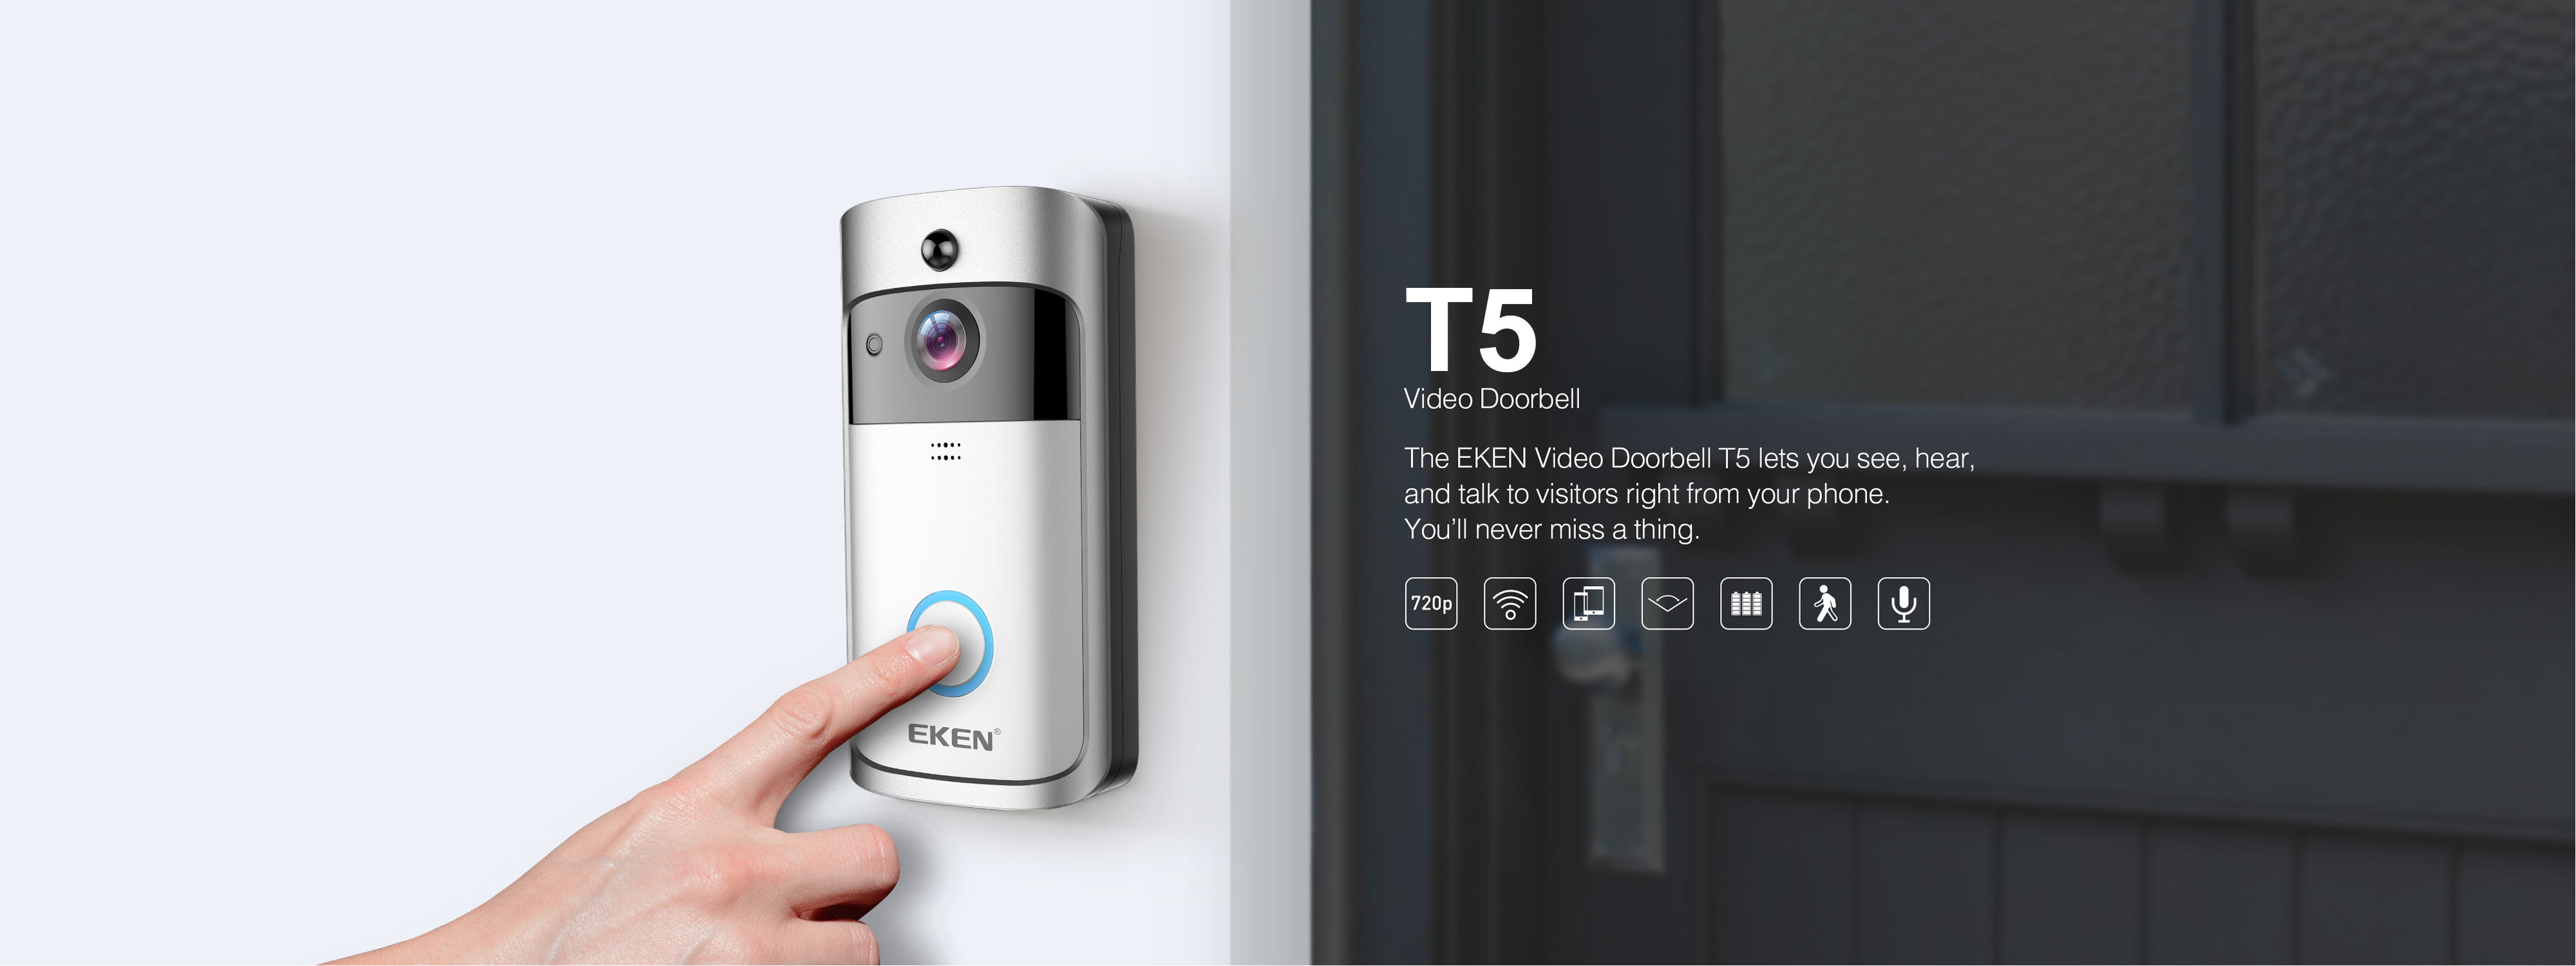 T5
Video Doorbell
The EKEN Video Doorbell T5 lets you see, hear,
and talk to visitors right from your phone.
You'll never miss a thing.
720p
EKEN®